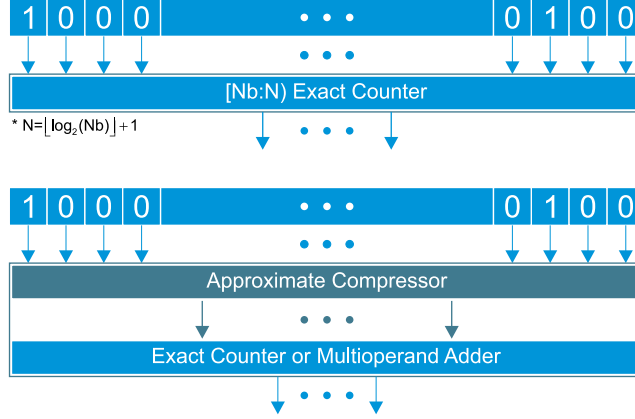 1 0 0 0 • • • 0 1 0 0
• • •
[Nb:N) Exact Counter
* N=⌊log₂(Nb)⌋+1
• • •
1 0 0 0 • • • 0 1 0 0
• • •
Approximate Compressor
• • •
Exact Counter or Multioperand Adder
• • •